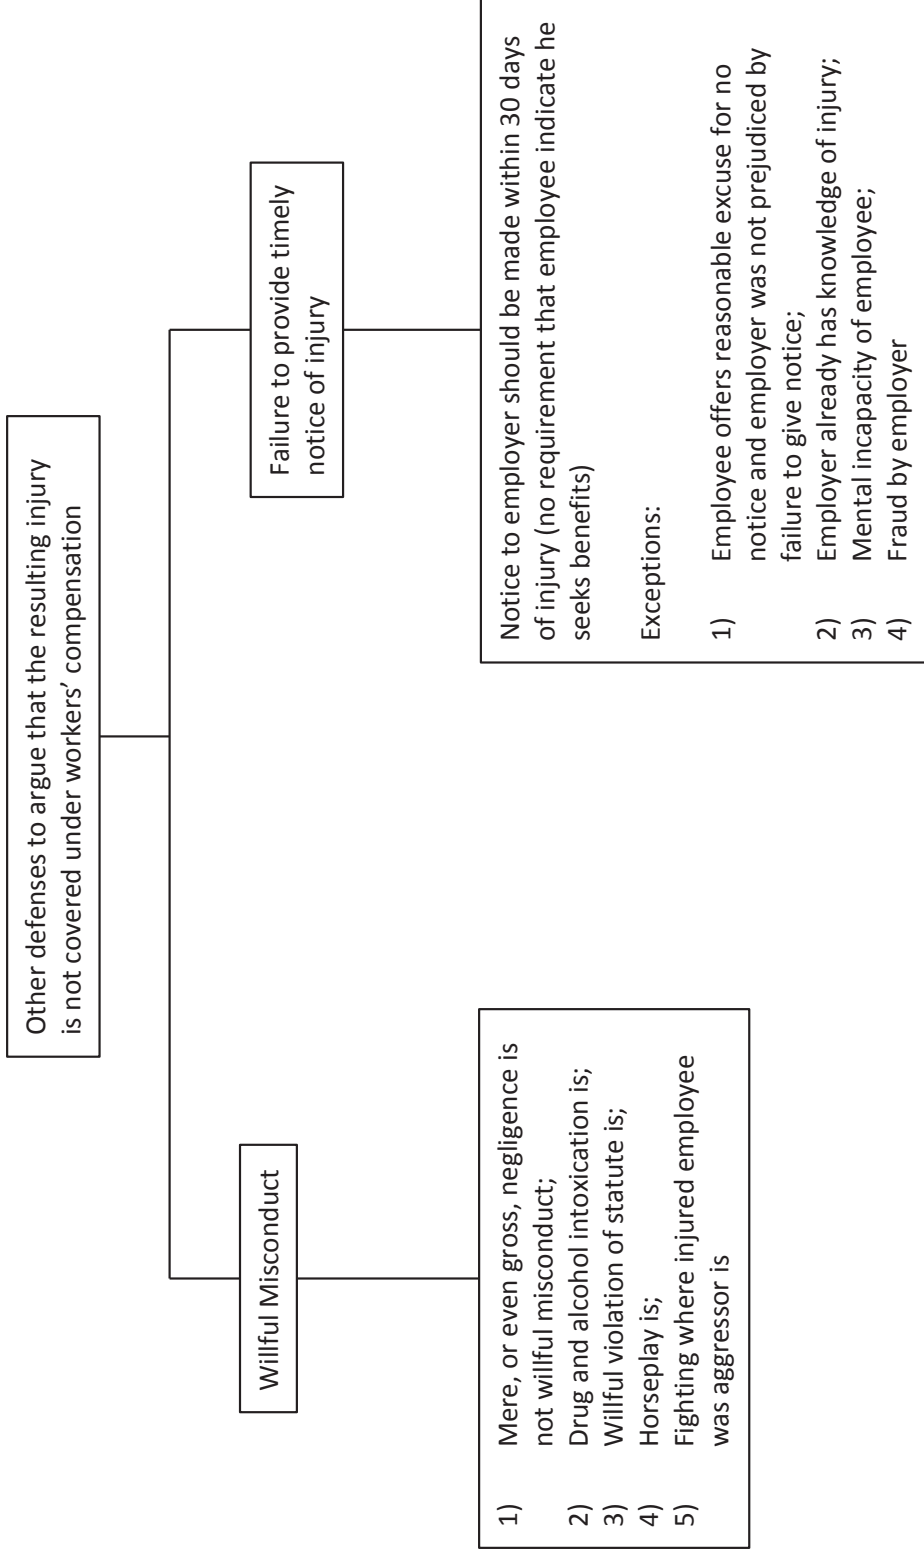 Other defenses to argue that the resulting injury
is not covered under workers’ compensation
Willful Misconduct
1) Mere, or even gross, negligence is
not willful misconduct;
2) Drug and alcohol intoxication is;
3) Willful violation of statute is;
4) Horseplay is;
5) Fighting where injured employee
was aggressor is
Failure to provide timely
notice of injury
Notice to employer should be made within 30 days
of injury (no requirement that employee indicate he
seeks benefits)
Exceptions:
1) Employee offers reasonable excuse for no
notice and employer was not prejudiced by
failure to give notice;
2) Employer already has knowledge of injury;
3) Mental incapacity of employee;
4) Fraud by employer